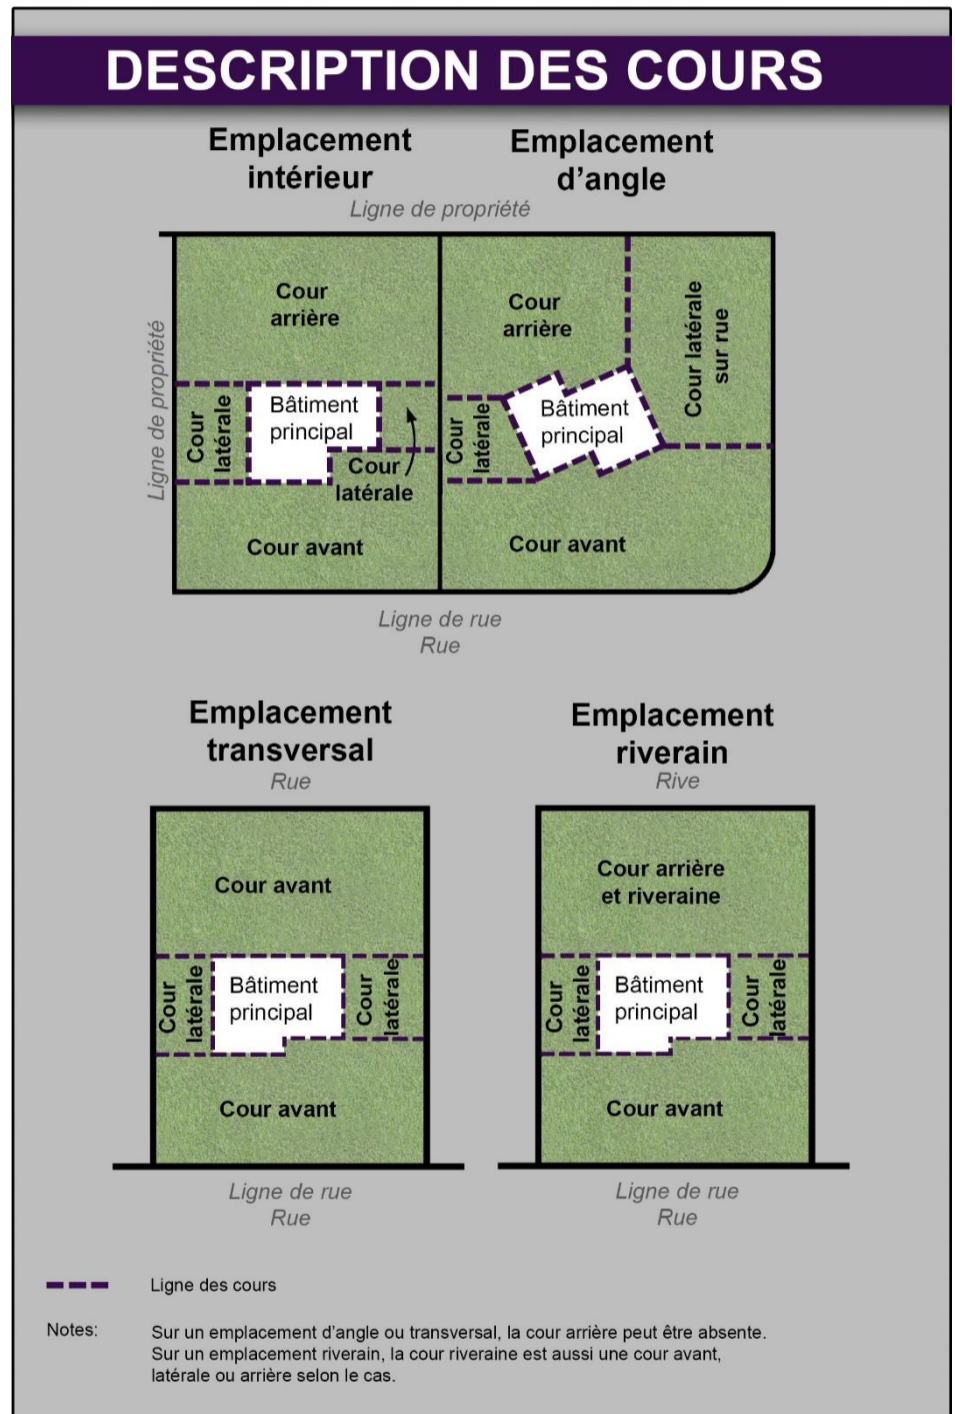 DESCRIPTION DES COURS
Emplacement
intérieur
Emplacement
d'angle
Ligne de propriété
Ligne de propriété
Cour
arrière
Cour
latérale
Bâtiment
principal
Cour
latérale
Cour avant
Cour
arrière
Cour latérale
sur rue
Cour
latérale
Bâtiment
principal
Cour avant
Ligne de rue
Rue
Emplacement
transversal
Rue
Cour avant
Cour
latérale
Bâtiment
principal
Cour
latérale
Cour avant
Ligne de rue
Rue
Emplacement
riverain
Rive
Cour arrière
et riveraine
Cour
latérale
Bâtiment
principal
Cour
latérale
Cour avant
Ligne de rue
Rue
Ligne des cours
Notes: Sur un emplacement d'angle ou transversal, la cour arrière peut être absente.
Sur un emplacement riverain, la cour riveraine est aussi une cour avant,
latérale ou arrière selon le cas.